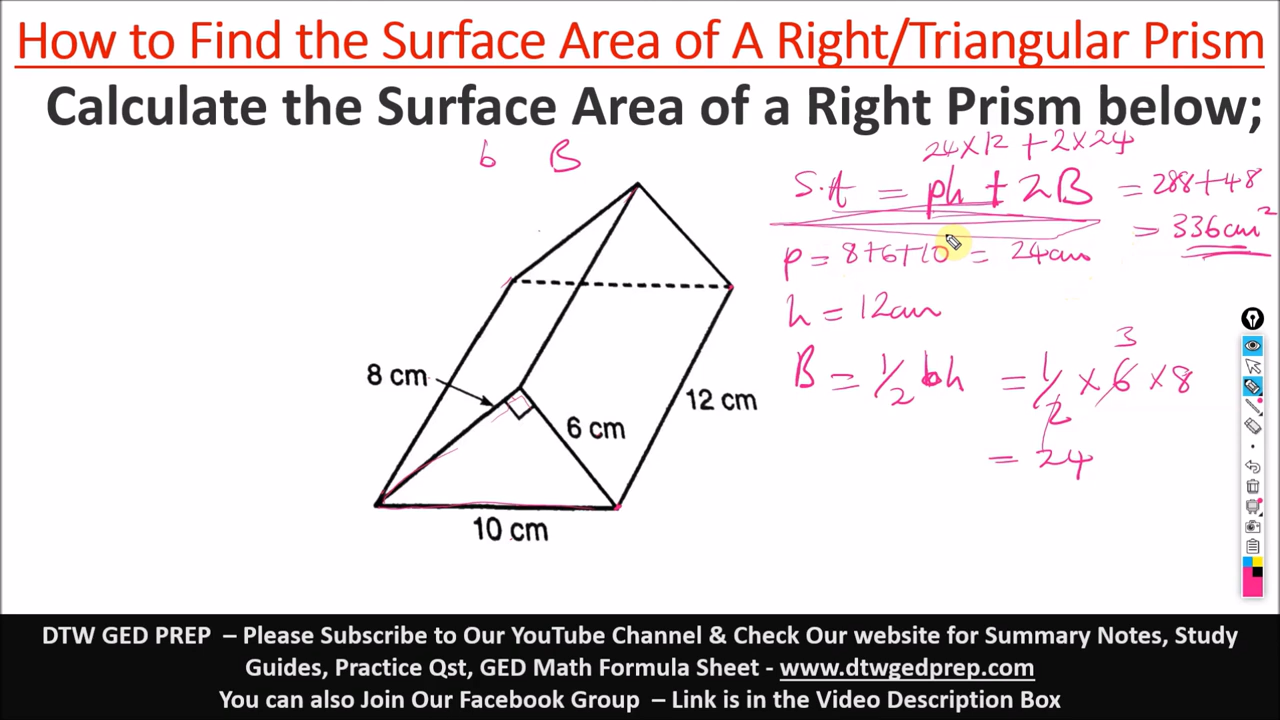 How to Find the Surface Area of A Right/Triangular Prism
Calculate the Surface Area of a Right Prism below;
b B
24×12 + 2×24
S.A = ph + 2B = 288+48
= 336cm²
p = 8+6+10 = 24cm
h = 12cm
3
B = 1/2 bh = 1/2 × 6 × 8
= 24
8 cm
6 cm
12 cm
10 cm
DTW GED PREP – Please Subscribe to Our YouTube Channel & Check Our website for Summary Notes, Study
Guides, Practice Qst, GED Math Formula Sheet - www.dtwgedprep.com
You can also Join Our Facebook Group – Link is in the Video Description Box